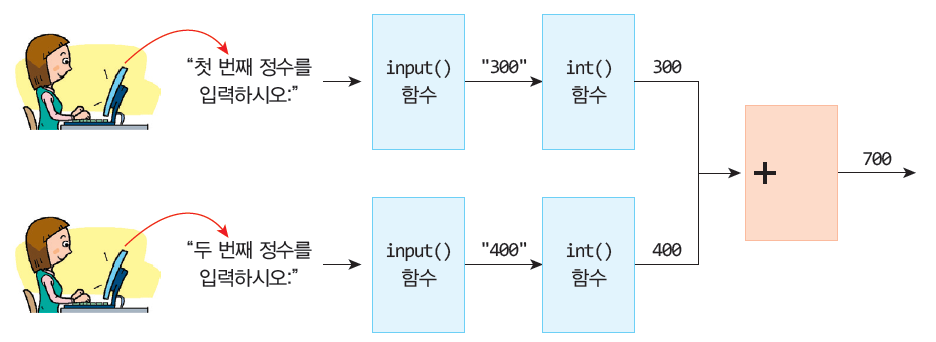 “첫 번째 정수를
입력하시오:”
input()
함수
"300"
int()
함수
300
+
700
“두 번째 정수를
입력하시오:”
input()
함수
"400"
int()
함수
400